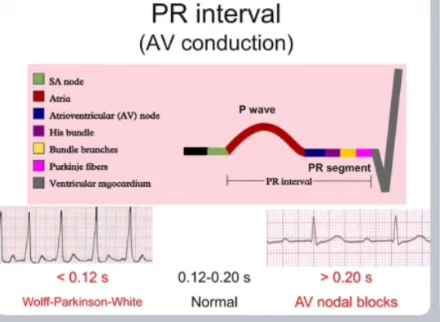 PR interval
(AV conduction)
SA node
Atria
Atrioventricular (AV) node
His bundle
Bundle branches
Purkinje fibers
Ventricular myocardium
P wave
PR segment
PR interval
< 0.12 s
0.12-0.20 s
> 0.20 s
Wolff-Parkinson-White
Normal
AV nodal blocks